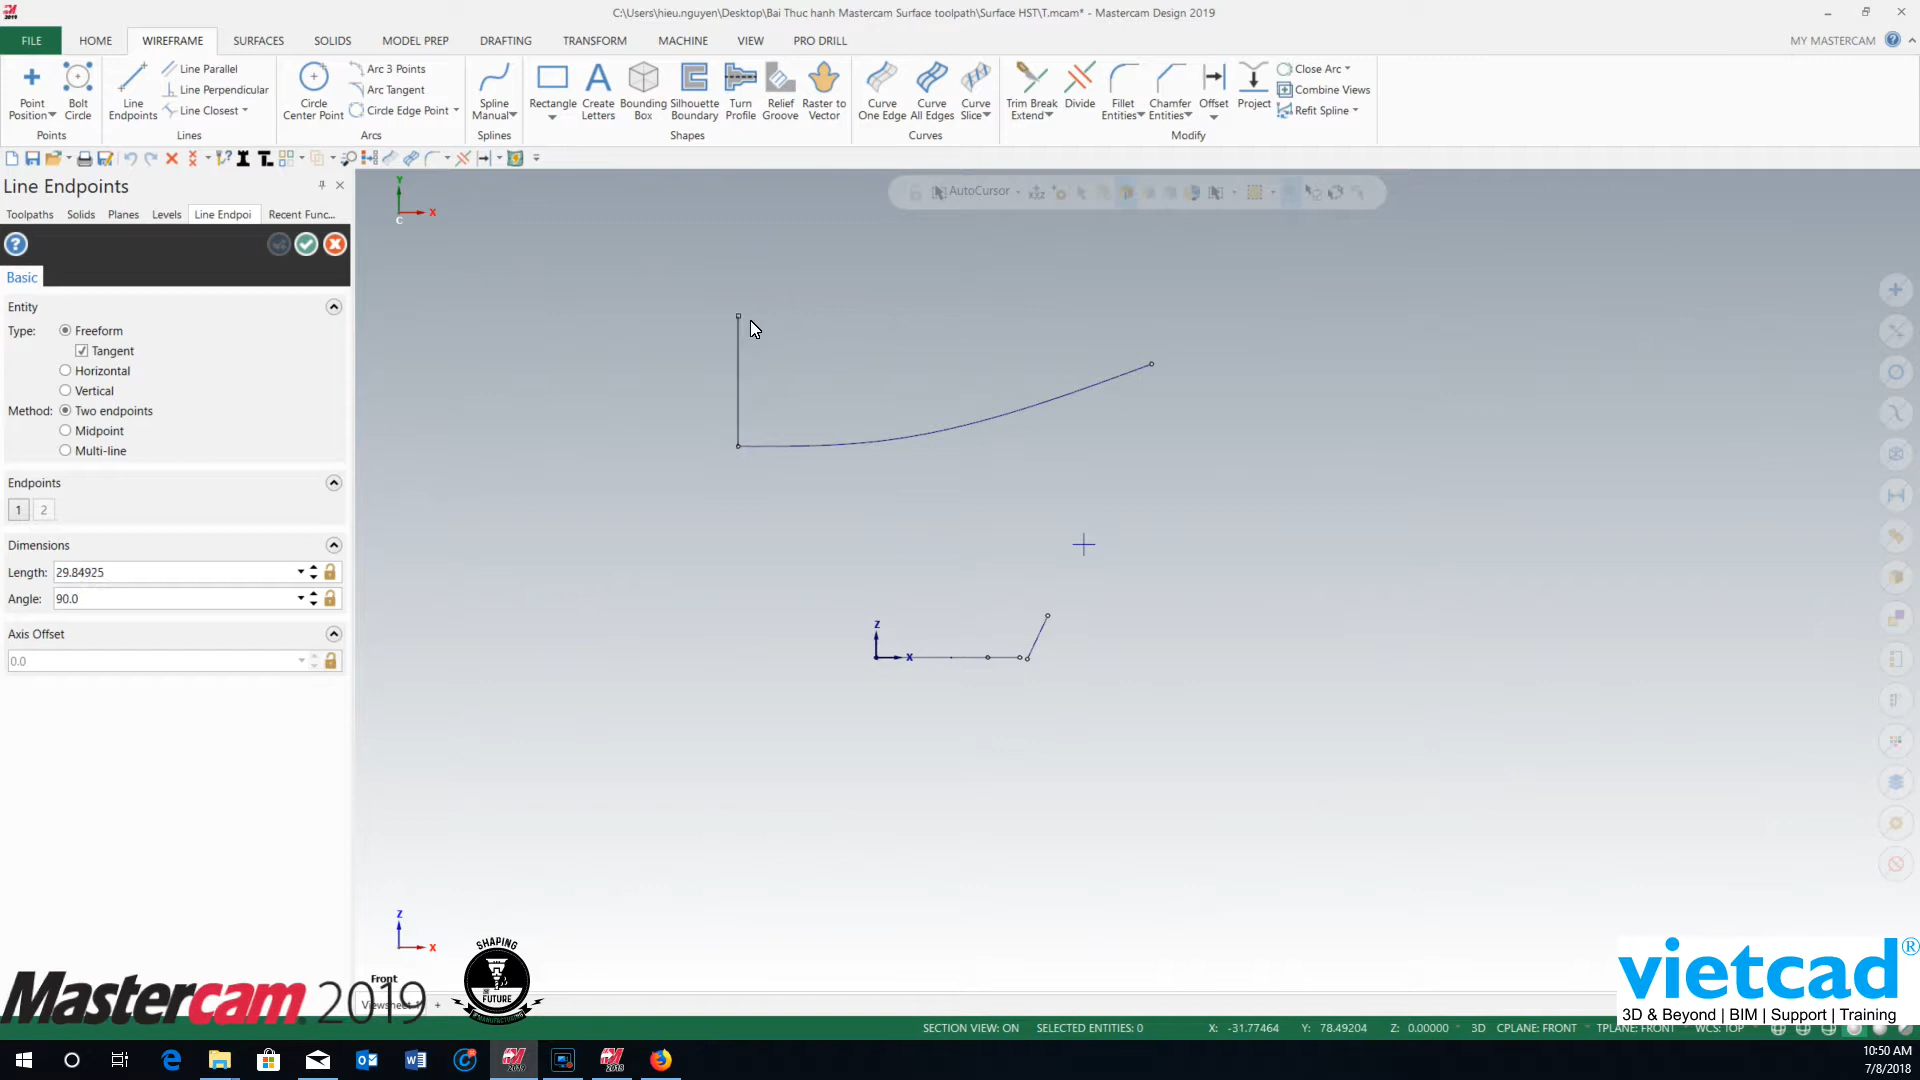 C:\Users\hieu.nguyen\Desktop\Bai Thuc hanh Mastercam Surface toolpath\Surface HST\T.mcam* - Mastercam Design 2019
FILE HOME WIREFRAME SURFACES SOLIDS MODEL PREP DRAFTING TRANSFORM MACHINE VIEW PRO DRILL MY MASTERCAM
Point Position
Bolt Circle
Points
Line Endpoints
Line Parallel
Line Perpendicular
Line Closest
Lines
Circle Center Point
Arc 3 Points
Arc Tangent
Circle Edge Point
Arcs
Spline Manual
Splines
Rectangle
Create Letters
Bounding Box
Silhouette Boundary
Turn Profile
Relief Groove
Raster to Vector
Shapes
Curve One Edge
Curve All Edges
Curve Slice
Curves
Trim Break Extend
Divide
Fillet Entities
Chamfer Entities
Offset
Project
Close Arc
Combine Views
Refit Spline
Modify
Line Endpoints
Toolpaths Solids Planes Levels Line Endpoi Recent Func...
Basic
Entity
Type: Freeform
Tangent
Horizontal
Vertical
Method: Two endpoints
Midpoint
Multi-line
Endpoints
1 2
Dimensions
Length: 29.84925
Angle: 90.0
Axis Offset
0.0
AutoCursor
Y
X
C
Z
X
Z
X
Front
Viewsheet 1 +
Mastercam. 2019
SHAPING
FUTURE
MANUFACTURING
vietcad®
3D & Beyond | BIM | Support | Training
SECTION VIEW: ON SELECTED ENTITIES: 0 X: -31.77464 Y: 78.49204 Z: 0.00000 3D CPLANE: FRONT TPLANE: FRONT WCS: TOP
10:50 AM
7/8/2018